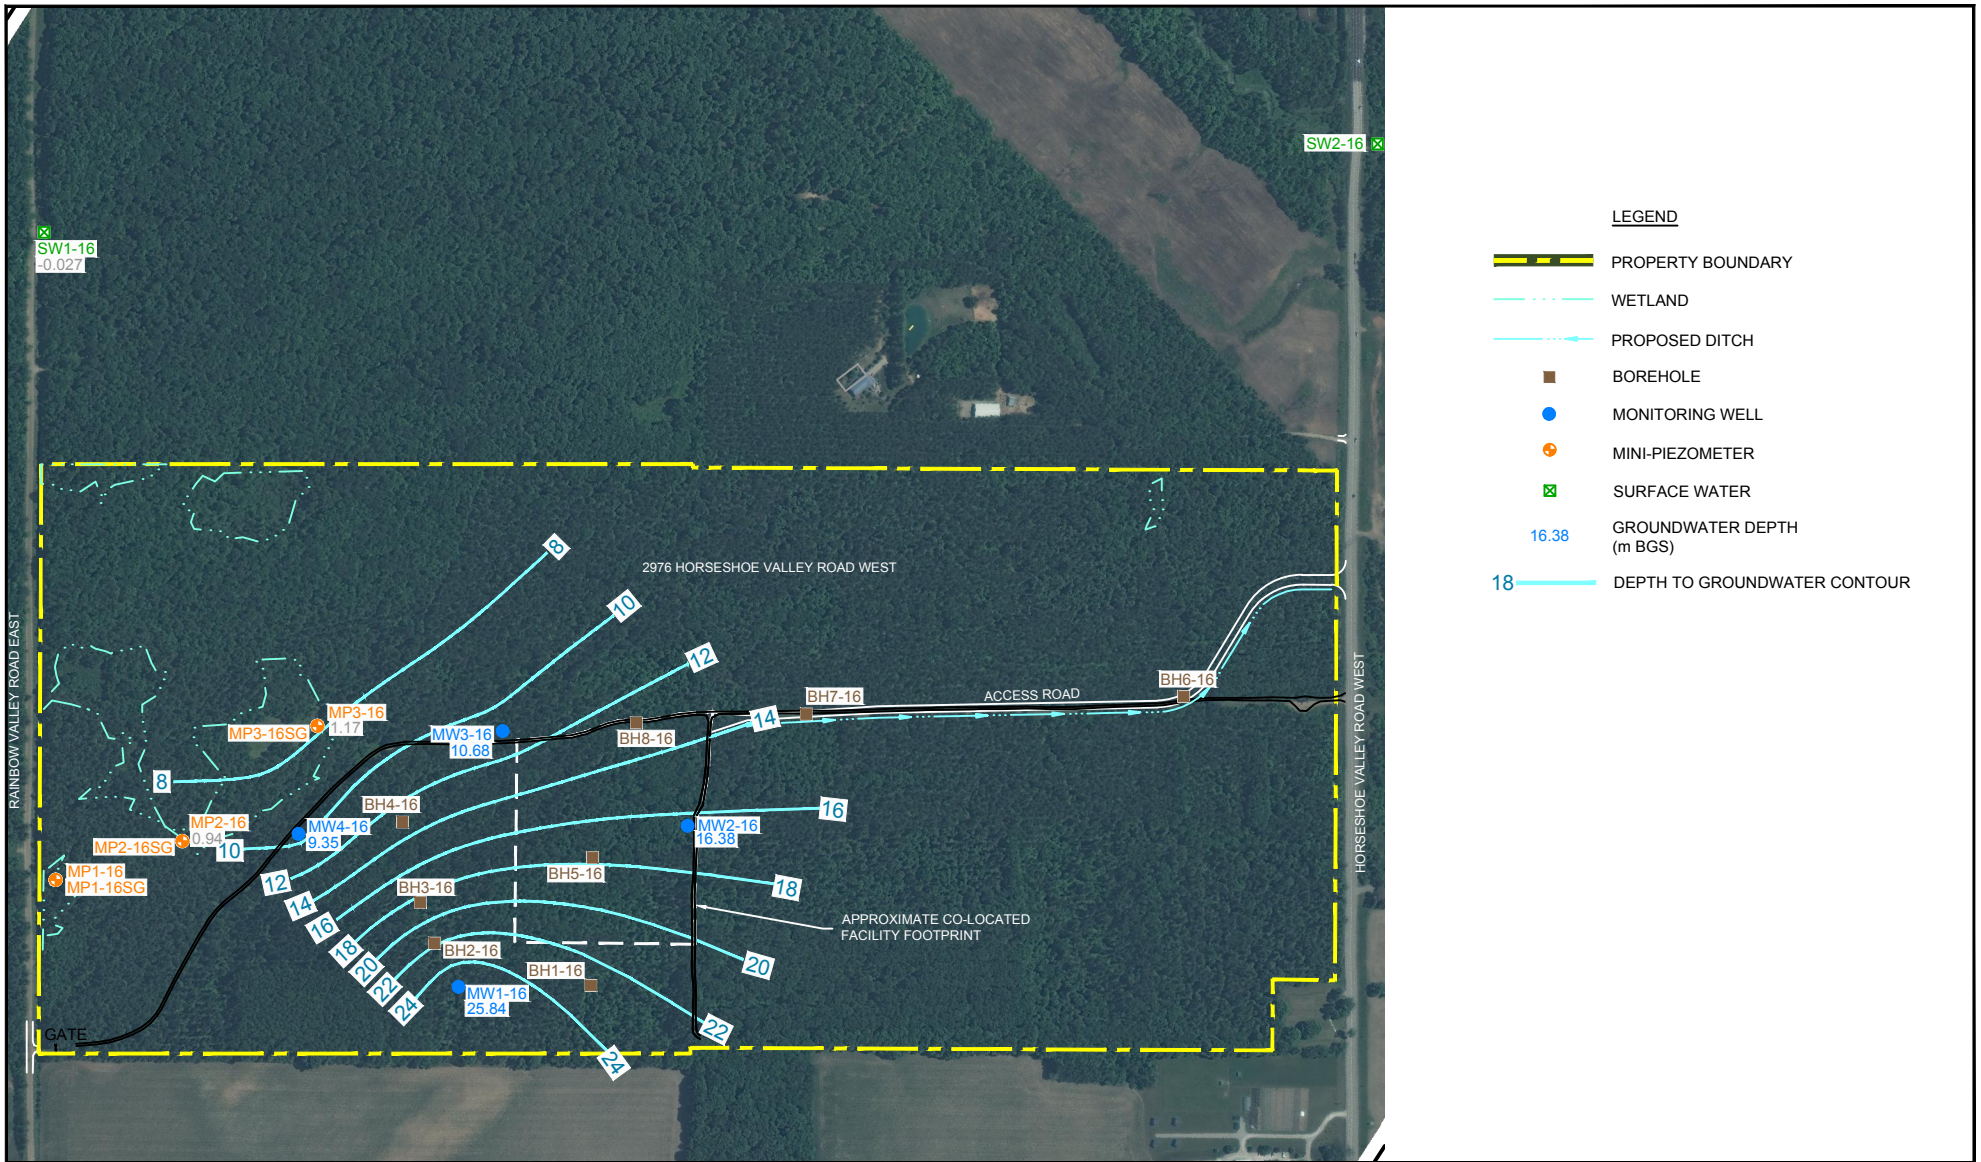 SW2-16
SW1-16
-0.027
LEGEND
PROPERTY BOUNDARY
WETLAND
PROPOSED DITCH
BOREHOLE
MONITORING WELL
MINI-PIEZOMETER
SURFACE WATER
16.38
GROUNDWATER DEPTH
(m BGS)
18
DEPTH TO GROUNDWATER CONTOUR
8
2976 HORSESHOE VALLEY ROAD WEST
10
12
RAINBOW VALLEY ROAD EAST
HORSESHOE VALLEY ROAD WEST
BH6-16
ACCESS ROAD
BH7-16
14
MP3-16
1.17
MP3-16SG
MW3-16
10.68
BH8-16
8
BH4-16
16
MP2-16
0.94
MP2-16SG
10
MW4-16
9.35
MW2-16
16.38
MP1-16
MP1-16SG
12
BH5-16
18
BH3-16
14
16
APPROXIMATE CO-LOCATED
FACILITY FOOTPRINT
18
BH2-16
20
20
22
BH1-16
24
MW1-16
25.84
22
GATE
24